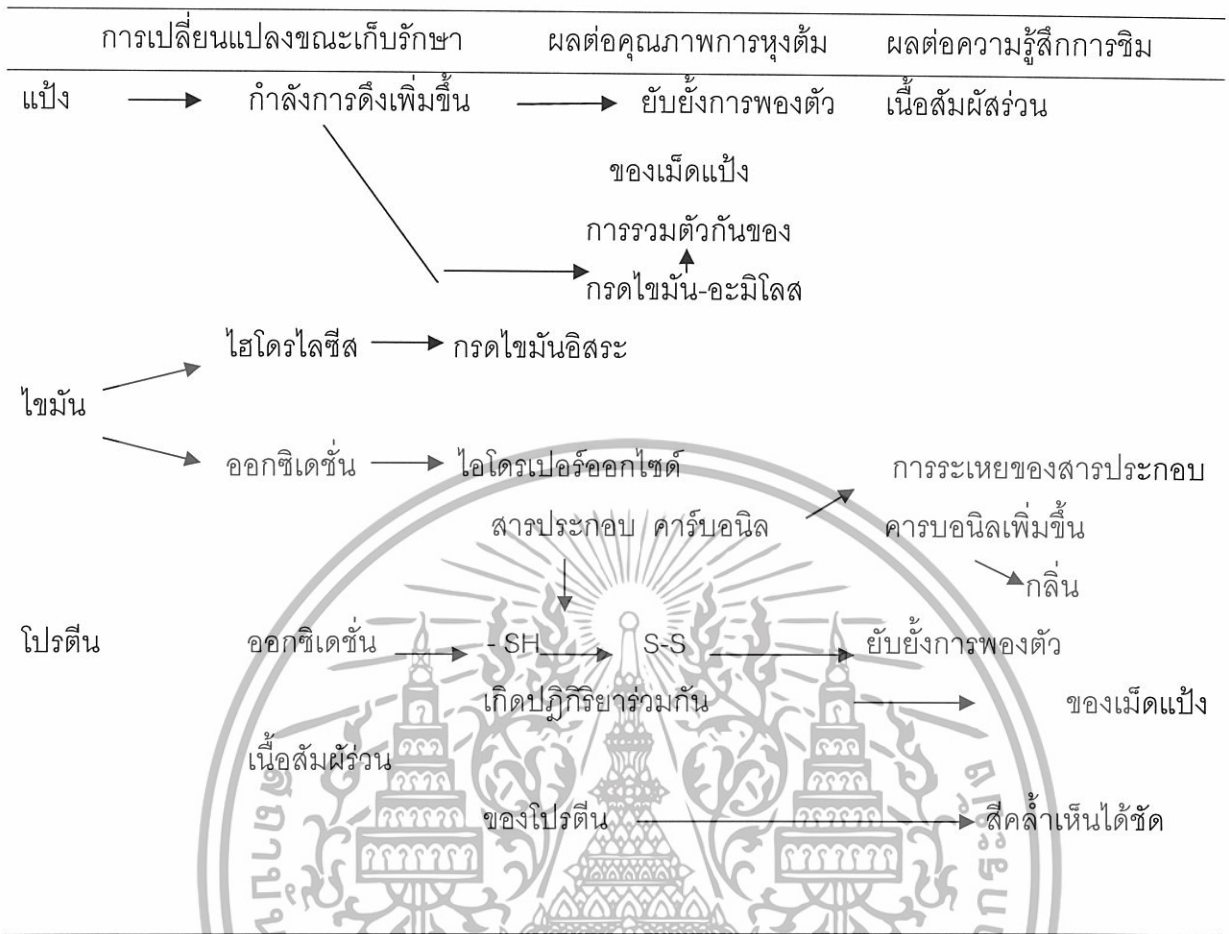 การเปลี่ยนแปลงขณะเก็บรักษา ผลต่อคุณภาพการหุงต้ม ผลต่อความรู้สึกการชิม
แป้ง กำลังการดึงเพิ่มขึ้น ยับยั้งการพองตัว เนื้อสัมผัสร่วน
ของเม็ดแป้ง
การรวมตัวกันของ
กรดไขมัน-อะมิโลส
ไฮโดรไลซีส กรดไขมันอิสระ
ไขมัน
ออกซิเดชั่น ไฮโดรเปอร์ออกไซด์ การระเหยของสารประกอบ
สารประกอบ คาร์บอนิล คารบอนิลเพิ่มขึ้น
กลิ่น
โปรตีน ออกซิเดชั่น - SH S-S ยับยั้งการพองตัว
เกิดปฏิกิริยาร่วมกัน ของเม็ดแป้ง
เนื้อสัมผัร่วน
ของโปรตีน สีคล้ำเห็นได้ชัด